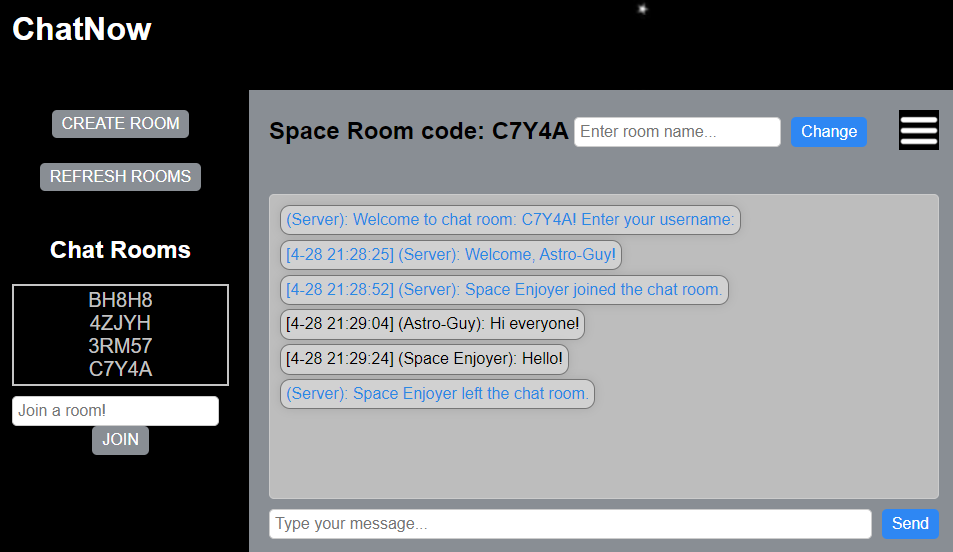 ChatNow
CREATE ROOM
REFRESH ROOMS
Chat Rooms
BH8H8
4ZJYH
3RM57
C7Y4A
Join a room!
JOIN
Space Room code: C7Y4A Enter room name... Change
(Server): Welcome to chat room: C7Y4A! Enter your username:
[4-28 21:28:25] (Server): Welcome, Astro-Guy!
[4-28 21:28:52] (Server): Space Enjoyer joined the chat room.
[4-28 21:29:04] (Astro-Guy): Hi everyone!
[4-28 21:29:24] (Space Enjoyer): Hello!
(Server): Space Enjoyer left the chat room.
Type your message... Send